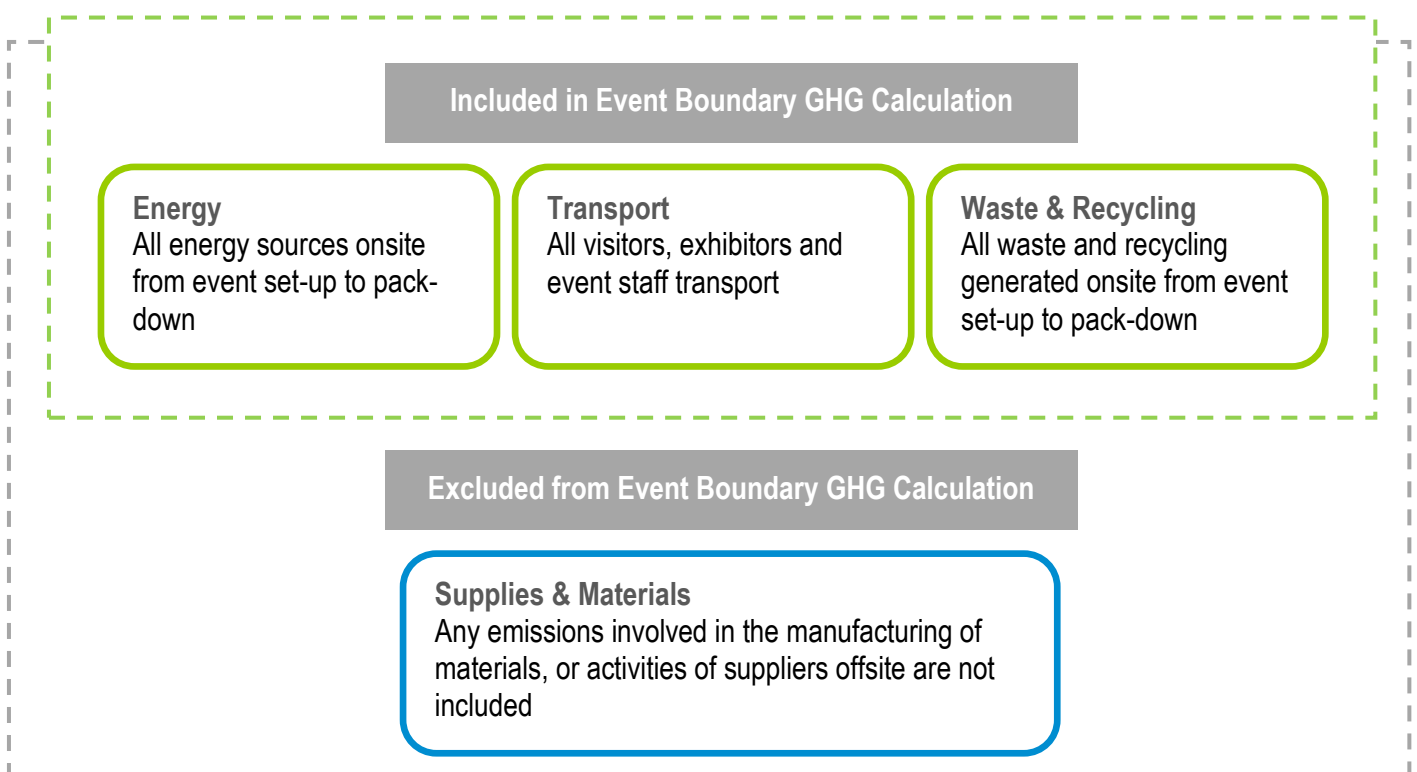 Included in Event Boundary GHG Calculation
Energy
All energy sources onsite
from event set-up to pack-
down
Transport
All visitors, exhibitors and
event staff transport
Waste & Recycling
All waste and recycling
generated onsite from event
set-up to pack-down
Excluded from Event Boundary GHG Calculation
Supplies & Materials
Any emissions involved in the manufacturing of
materials, or activities of suppliers offsite are not
included